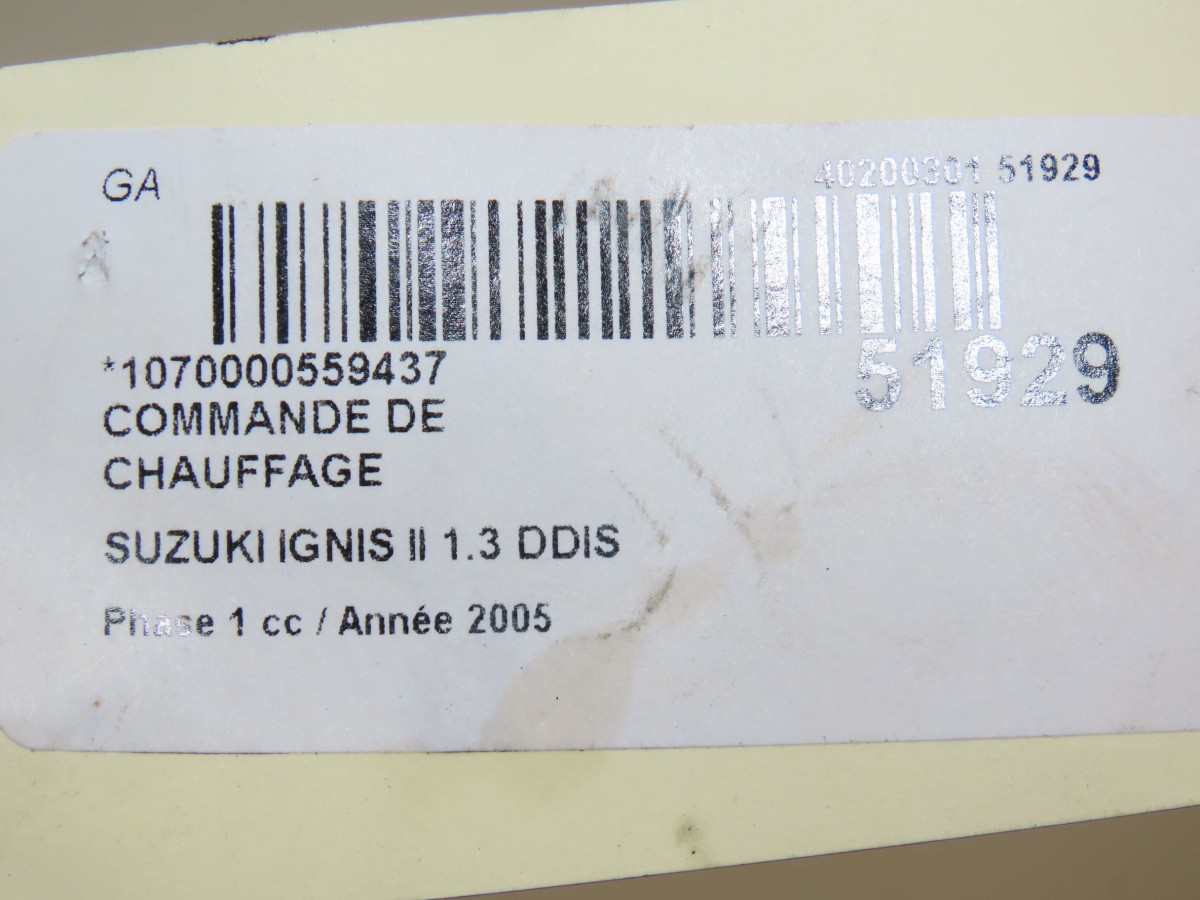 GA
40200301 51929
*1070000559437
51929
COMMANDE DE
CHAUFFAGE
SUZUKI IGNIS II 1.3 DDIS
Phase 1 cc / Année 2005